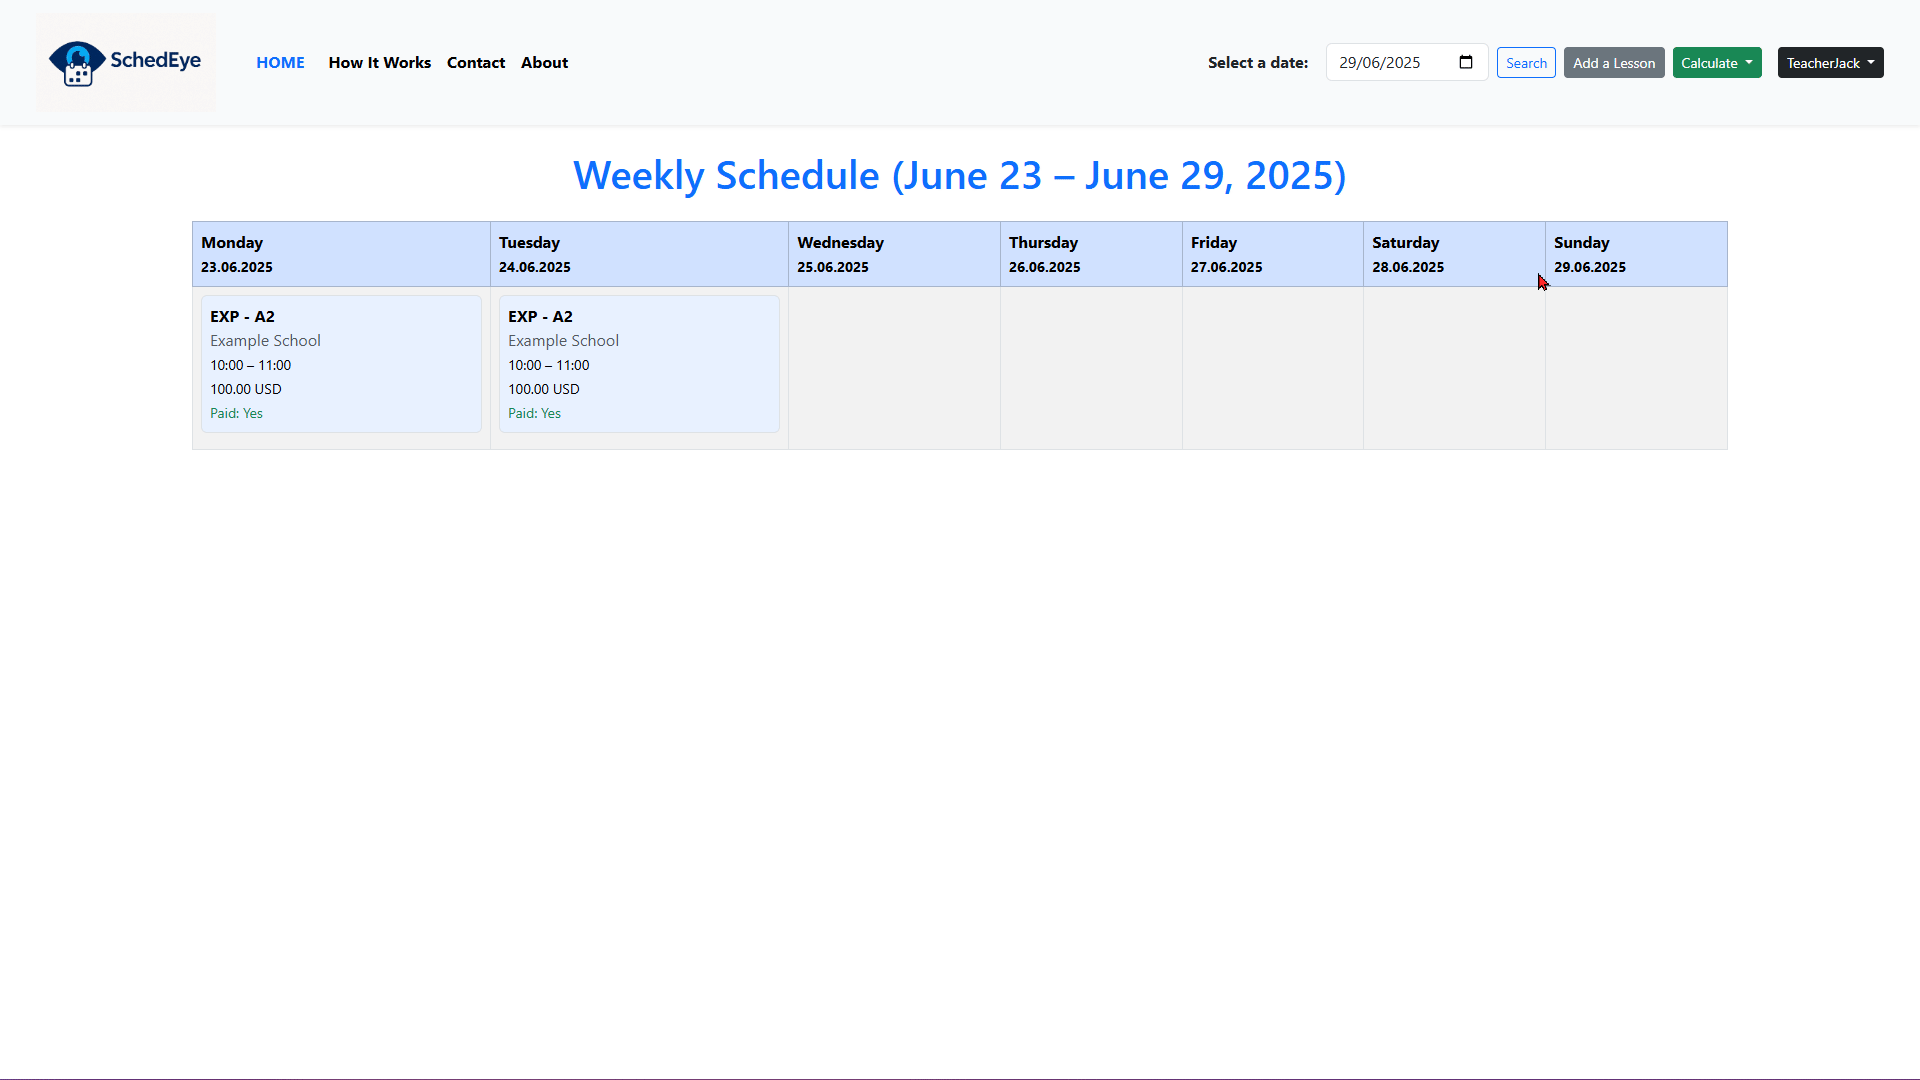 SchedEye
HOME How It Works Contact About
Select a date: 29/06/2025 Search Add a Lesson Calculate TeacherJack
Weekly Schedule (June 23 – June 29, 2025)
Monday Tuesday Wednesday Thursday Friday Saturday Sunday
23.06.2025 24.06.2025 25.06.2025 26.06.2025 27.06.2025 28.06.2025 29.06.2025
EXP - A2
Example School
10:00 – 11:00
100.00 USD
Paid: Yes
EXP - A2
Example School
10:00 – 11:00
100.00 USD
Paid: Yes